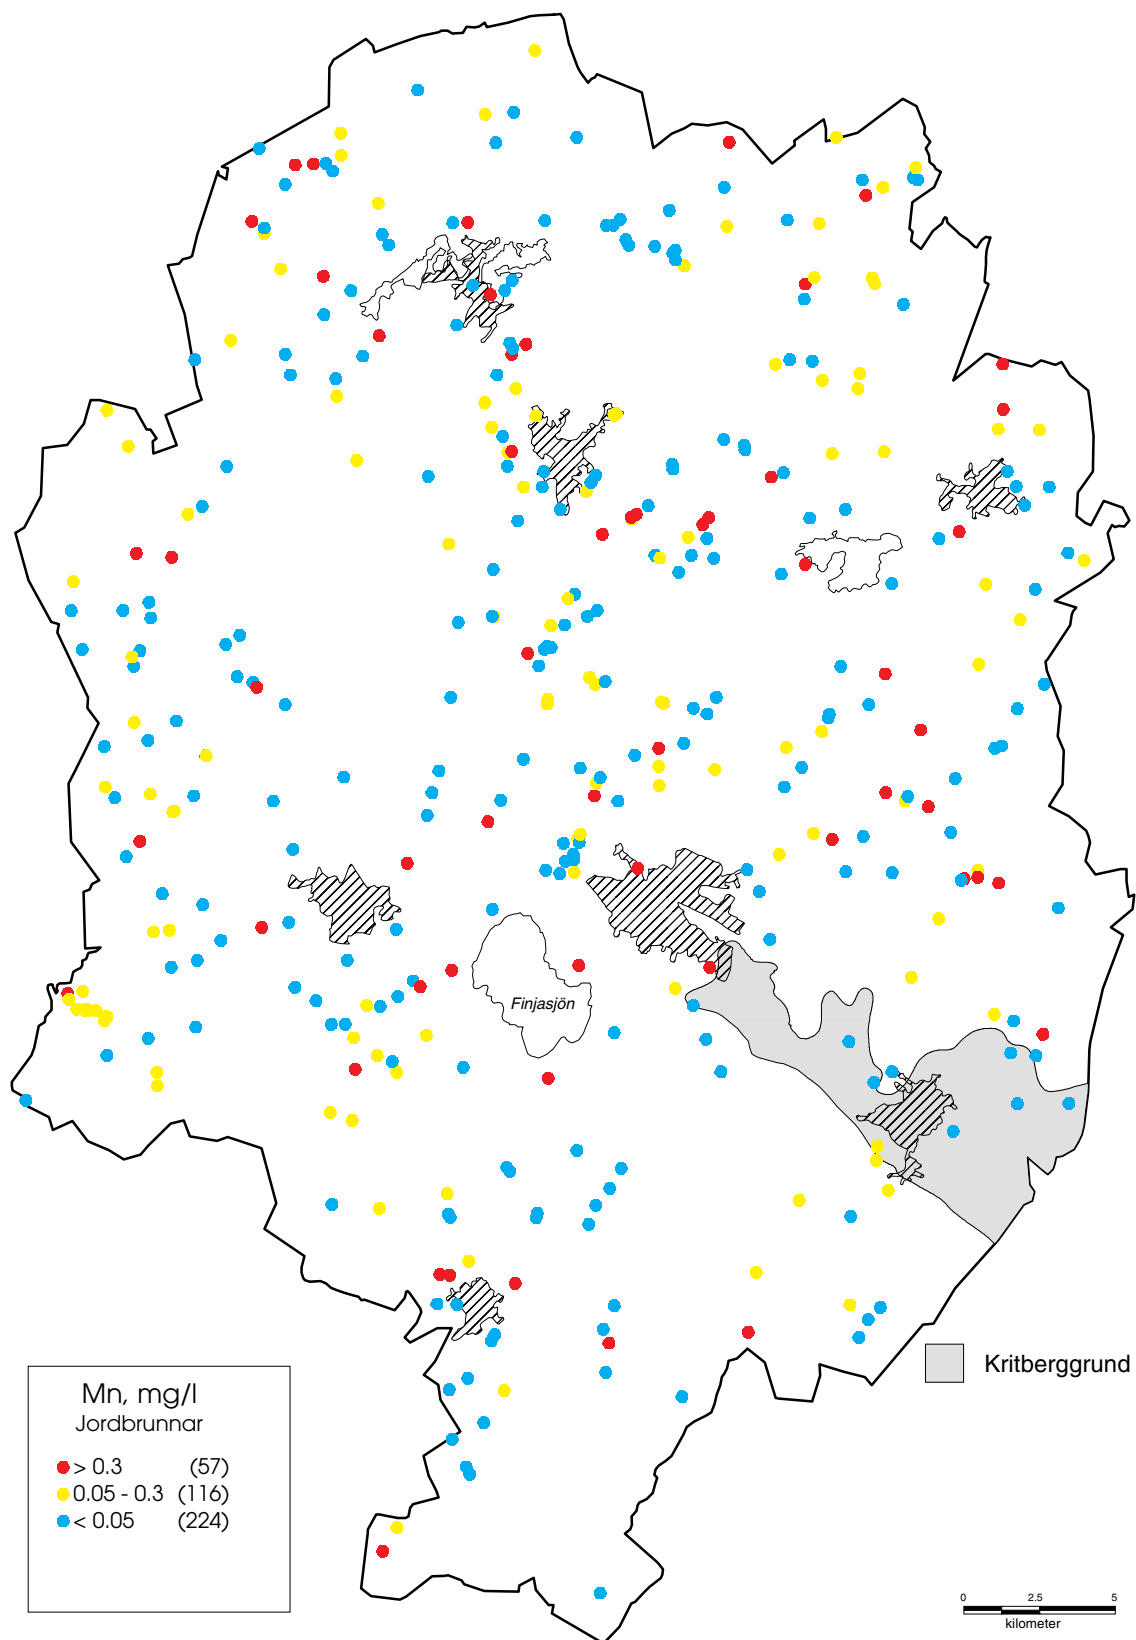 Finjasjön
Kritberggrund
Mn, mg/l
Jordbrunnar
> 0.3 (57)
0.05 - 0.3 (116)
< 0.05 (224)
0 2.5 5
kilometer